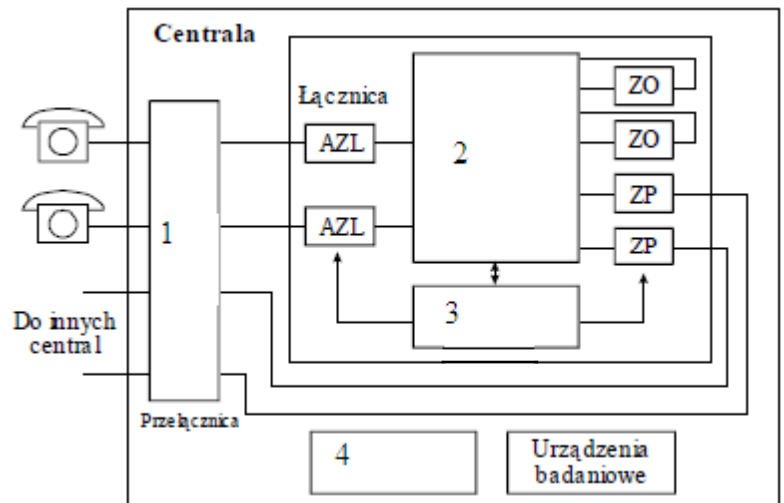 Centrala
Łącznica
AZL
AZL
1
2
ZO
ZO
ZP
ZP
3
Do innych
central
Przełącznica
4
Urządzenia
badaniowe